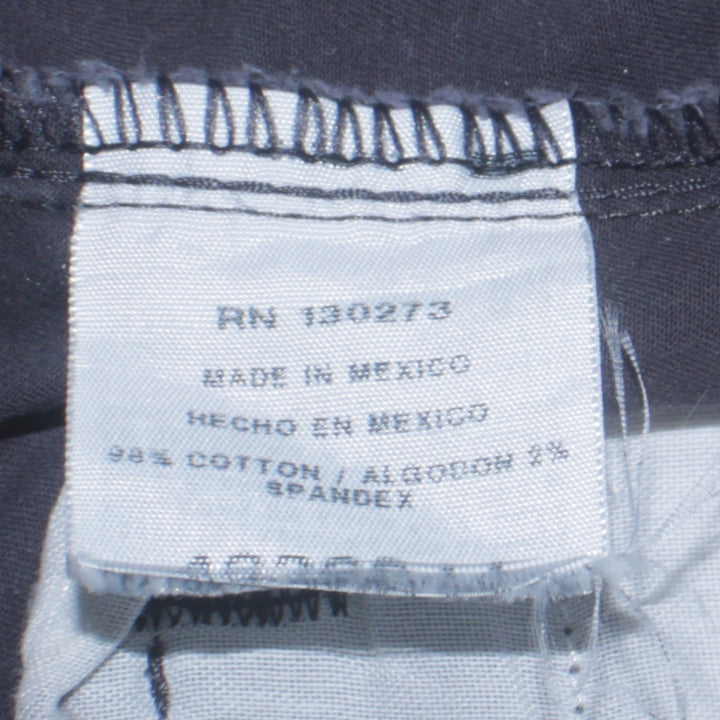 RN 130273
MADE IN MEXICO
HECHO EN MEXICO
98% COTTON / ALGODON 2%
SPANDEX